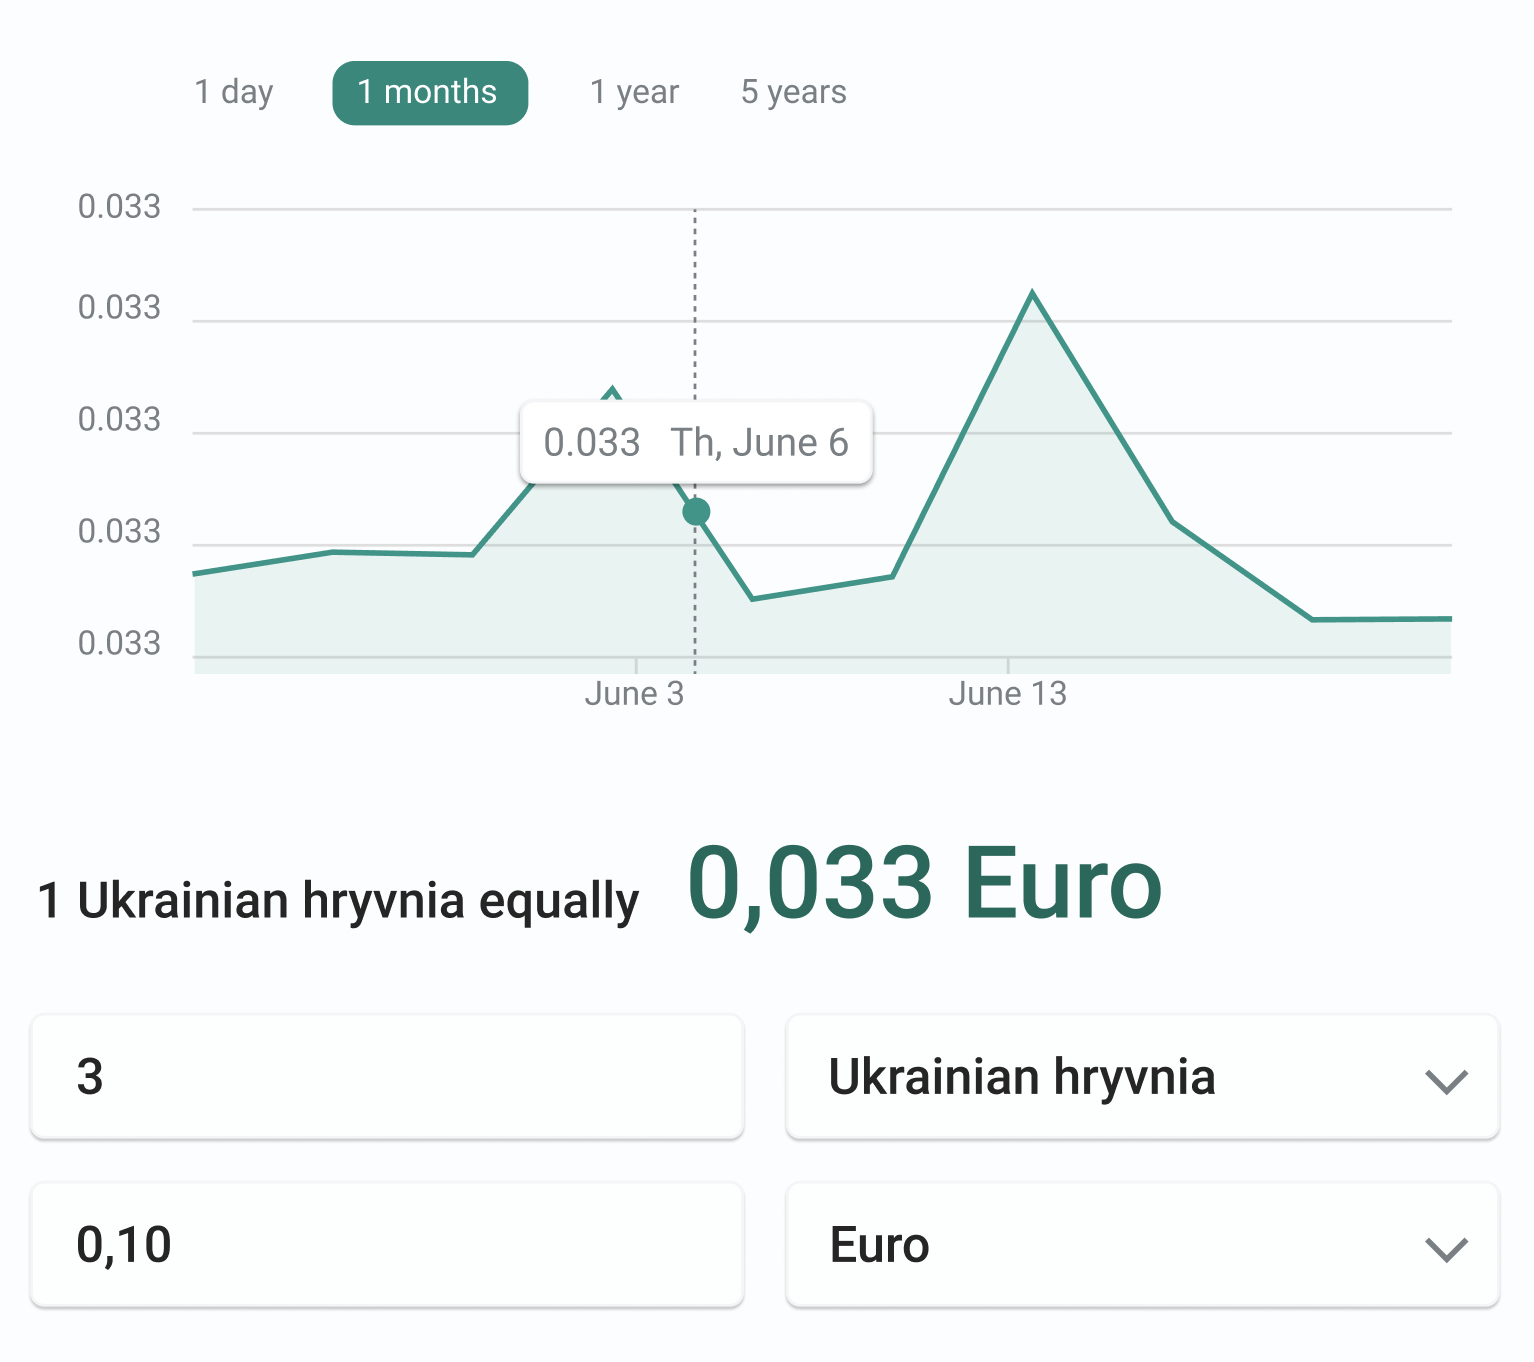 1 day 1 months 1 year 5 years
0.033
0.033
0.033
0.033 Th, June 6
0.033
0.033
June 3 June 13
1 Ukrainian hryvnia equally 0,033 Euro
3 Ukrainian hryvnia
0,10 Euro